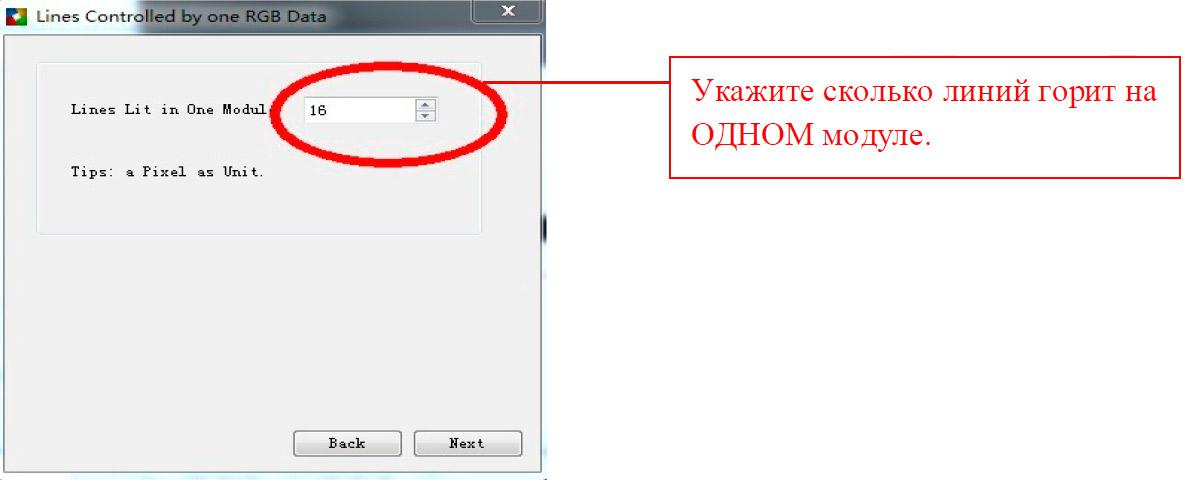 Lines Controlled by one RGB Data
Lines Lit in One Modul
16
Укажите сколько линий горит на
ОДНОМ модуле.
Tips: a Pixel as Unit.
Back
Next